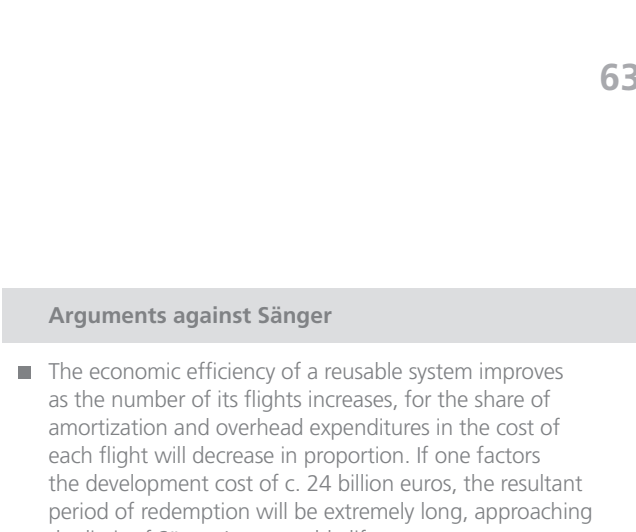 63
Arguments against Sänger
■ The economic efficiency of a reusable system improves
as the number of its flights increases, for the share of
amortization and overhead expenditures in the cost of
each flight will decrease in proportion. If one factors
the development cost of c. 24 billion euros, the resultant
period of redemption will be extremely long, approaching